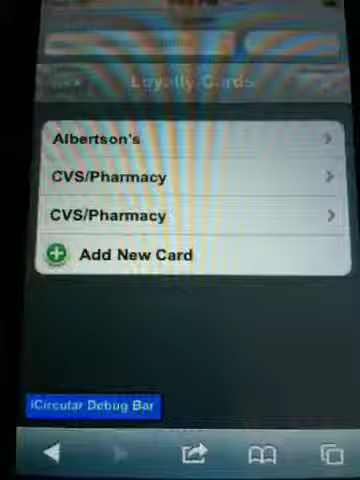 Loyalty Cards
Albertson's
CVS/Pharmacy
CVS/Pharmacy
Add New Card
iCircular Debug Bar